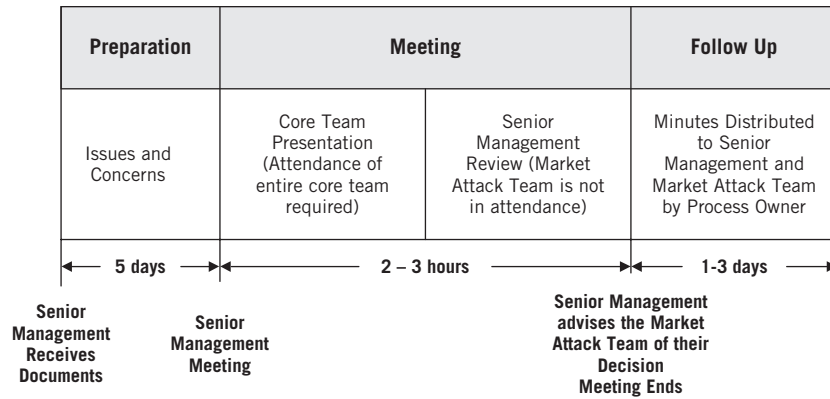 Preparation
Meeting
Follow Up
Issues and
Concerns
Core Team
Presentation
(Attendance of
entire core team
required)
Senior
Management
Review (Market
Attack Team is not
in attendance)
Minutes Distributed
to Senior
Management and
Market Attack Team
by Process Owner
5 days
2 – 3 hours
1-3 days
Senior
Management
Receives
Documents
Senior
Management
Meeting
Senior Management
advises the Market
Attack Team of their
Decision
Meeting Ends